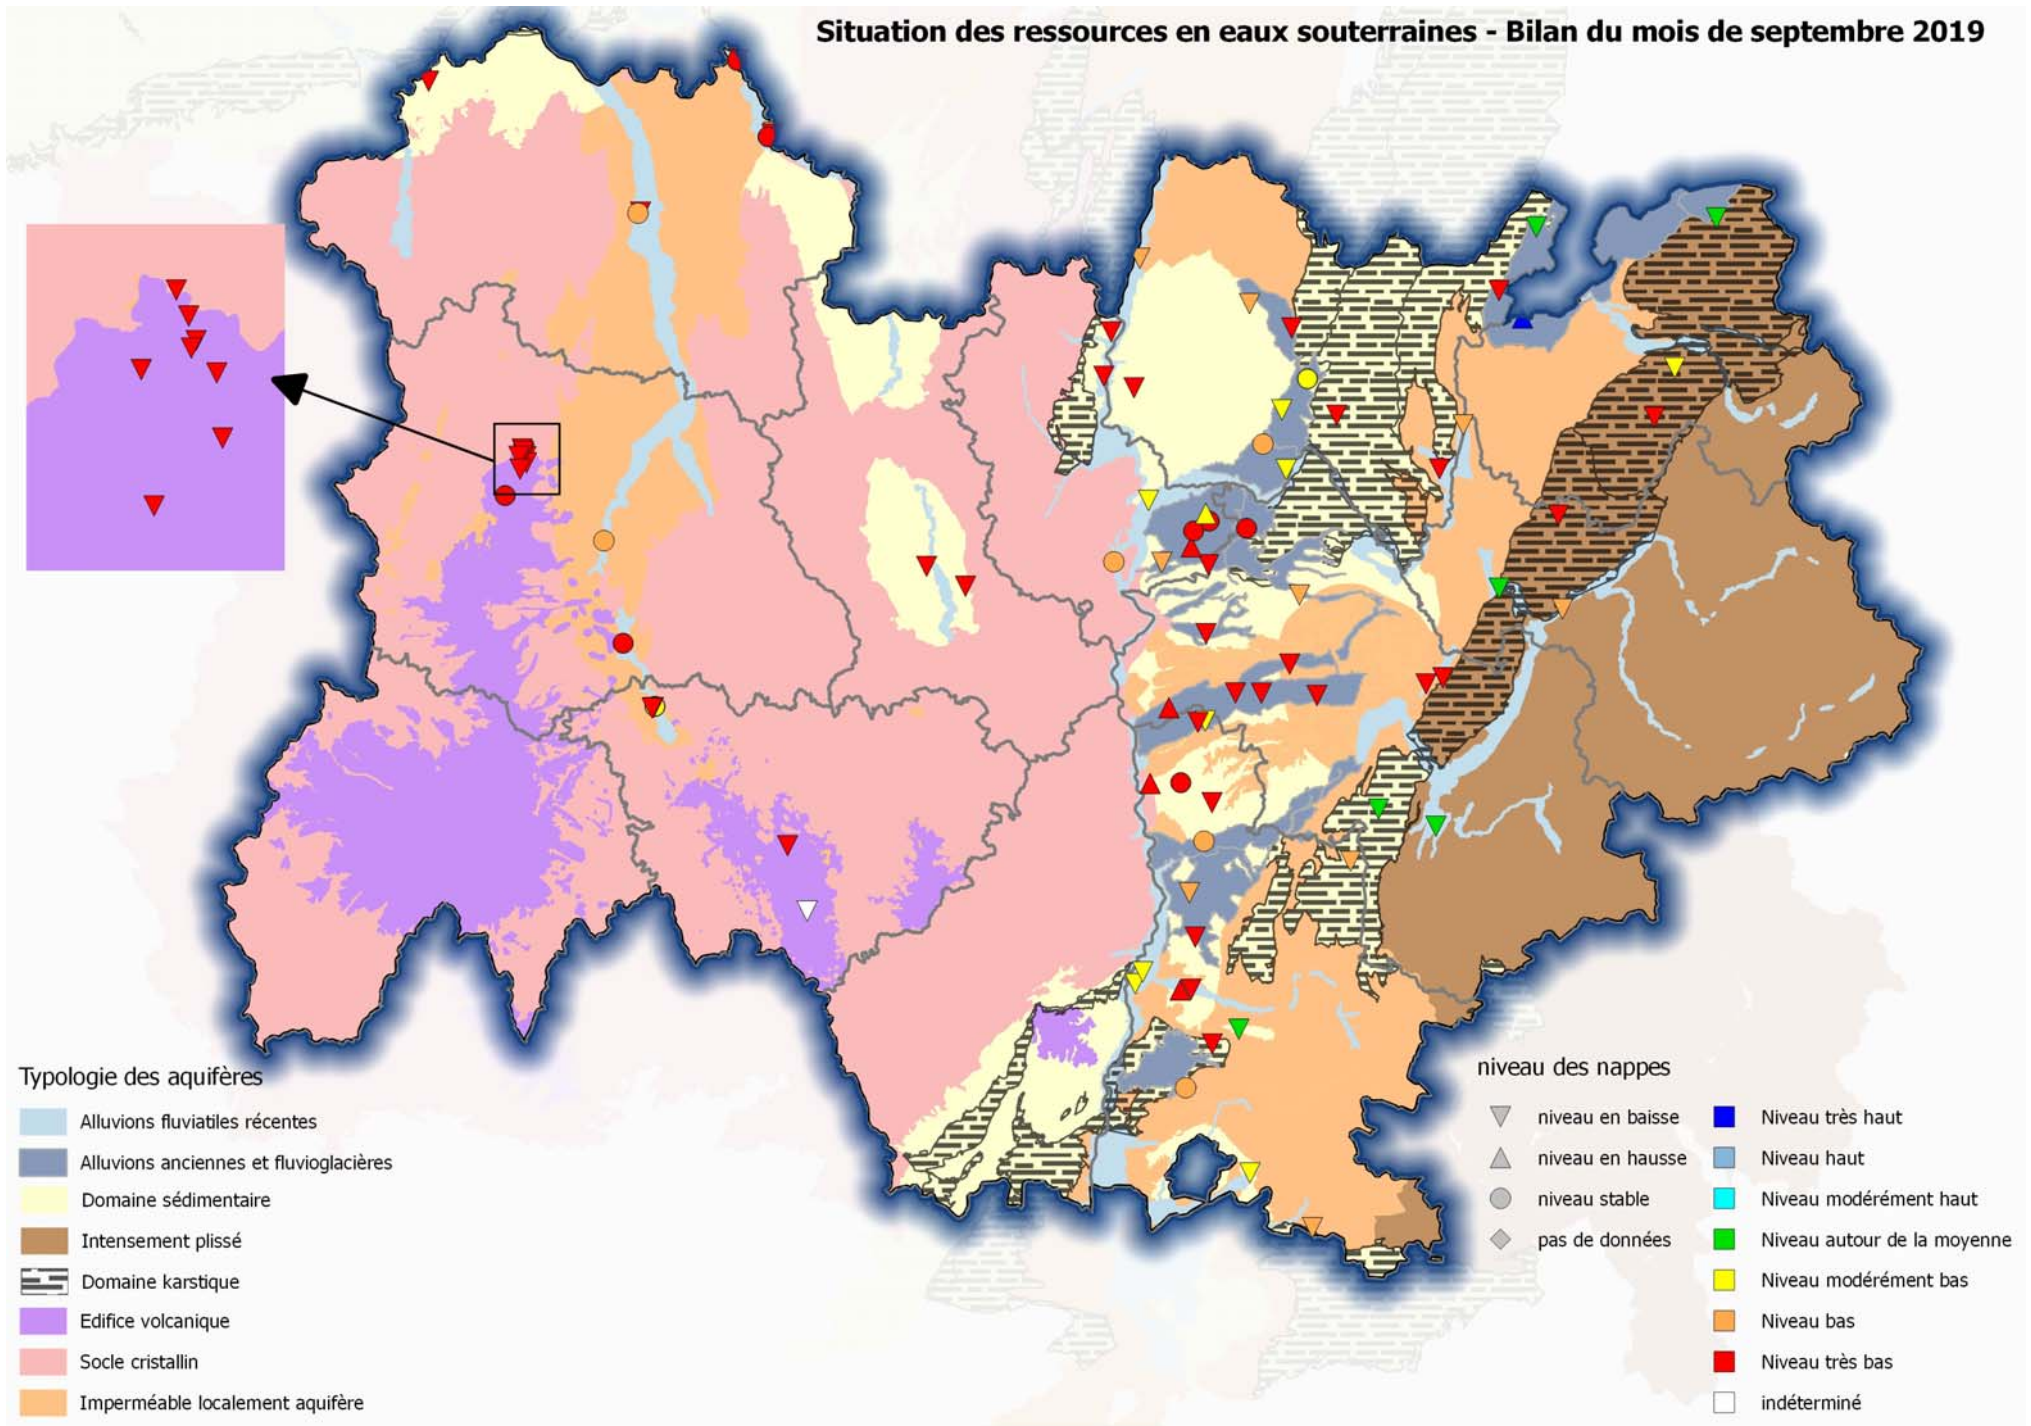 Situation des ressources en eaux souterraines - Bilan du mois de septembre 2019
Typologie des aquifères
Alluvions fluviatiles récentes
Alluvions anciennes et fluvioglacières
Domaine sédimentaire
Intensement plissé
Domaine karstique
Edifice volcanique
Socle cristallin
Imperméable localement aquifère
niveau des nappes
niveau en baisse
niveau en hausse
niveau stable
pas de données
Niveau très haut
Niveau haut
Niveau modérément haut
Niveau autour de la moyenne
Niveau modérément bas
Niveau bas
Niveau très bas
indéterminé